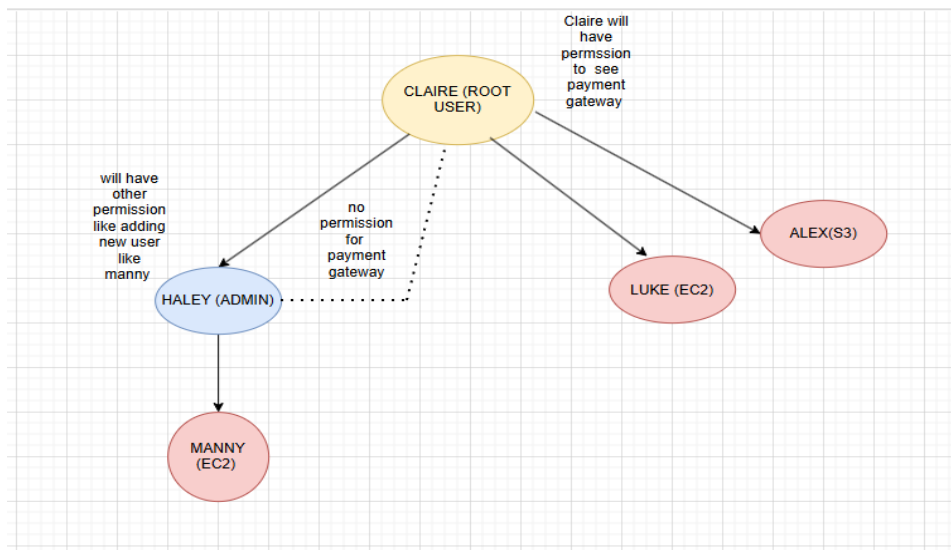 Claire will
have
permssion
to see
payment
gateway
CLAIRE (ROOT
USER)
will have
other
permission
like adding
new user
like
manny
no
permission
for
payment
gateway
ALEX(S3)
HALEY (ADMIN)
LUKE (EC2)
MANNY
(EC2)